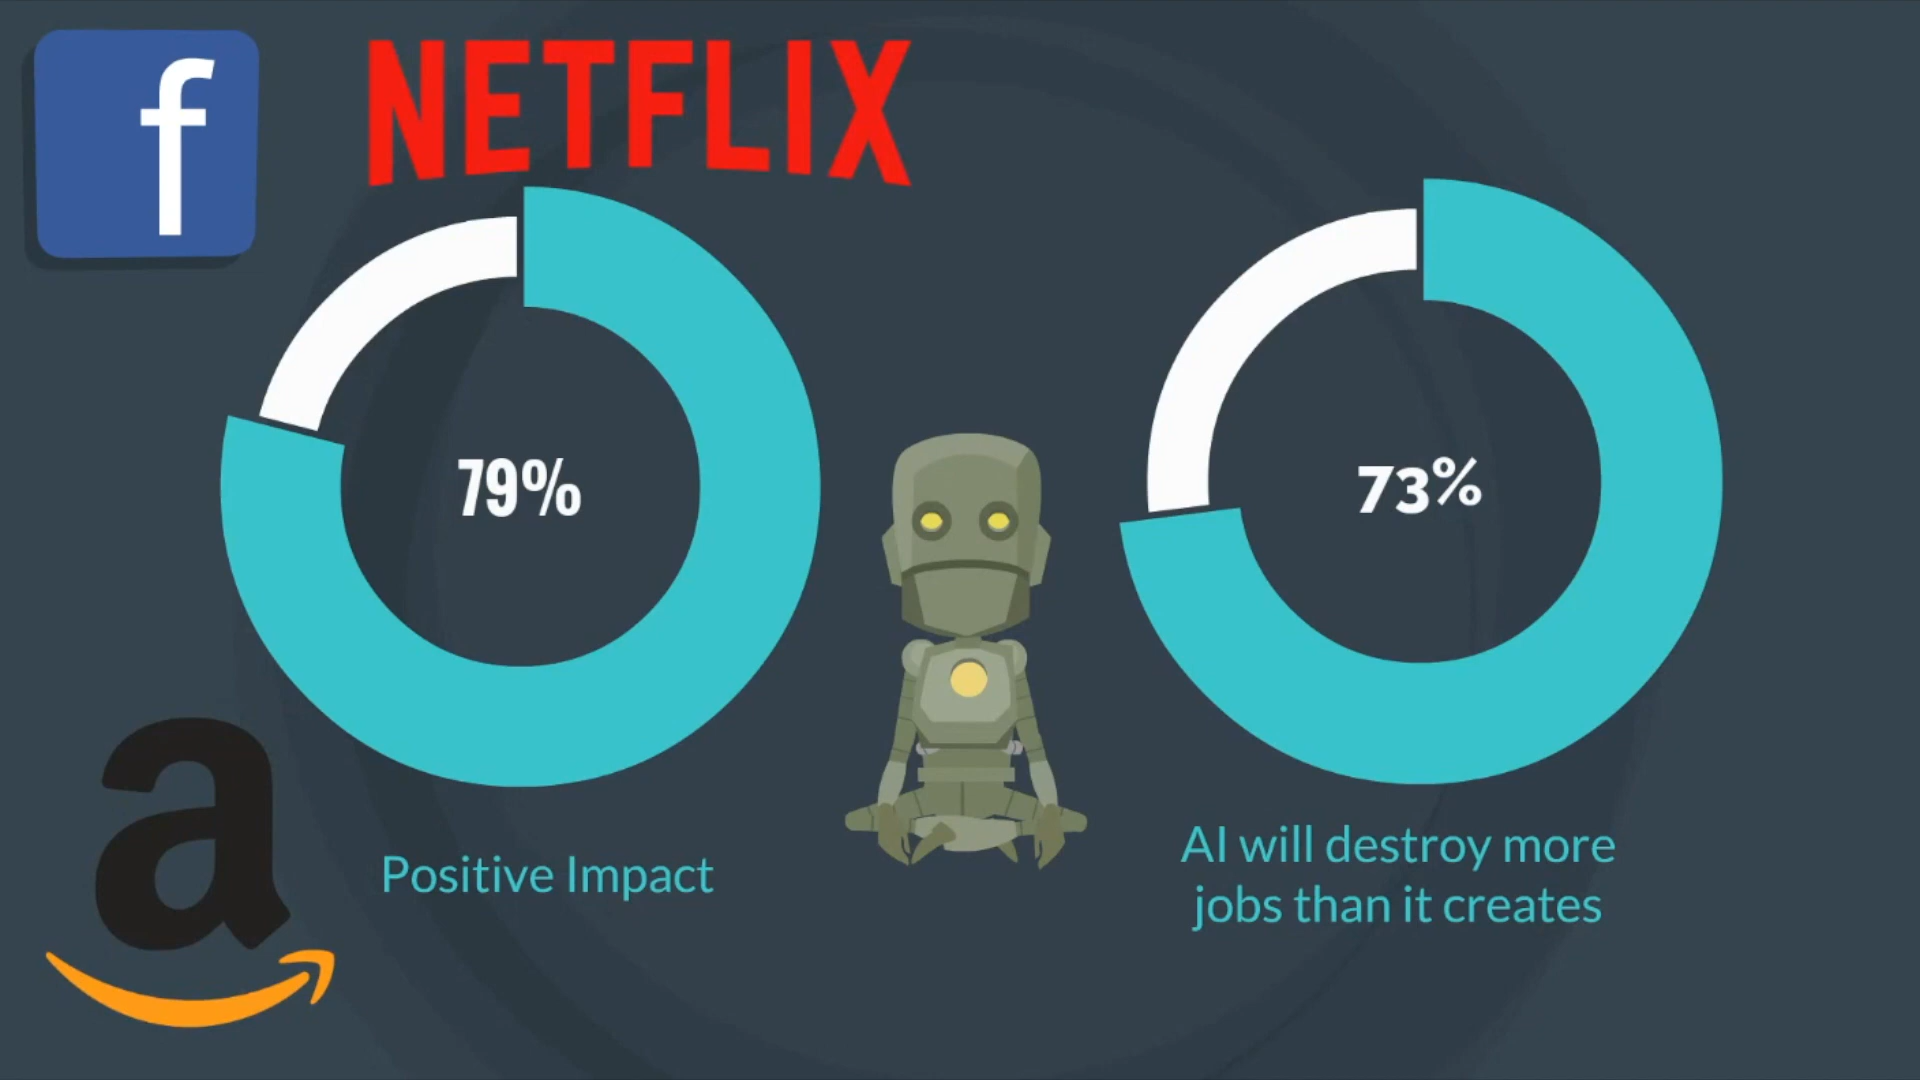 f
NETFLIX
79%
73%
Positive Impact
AI will destroy more
jobs than it creates
a